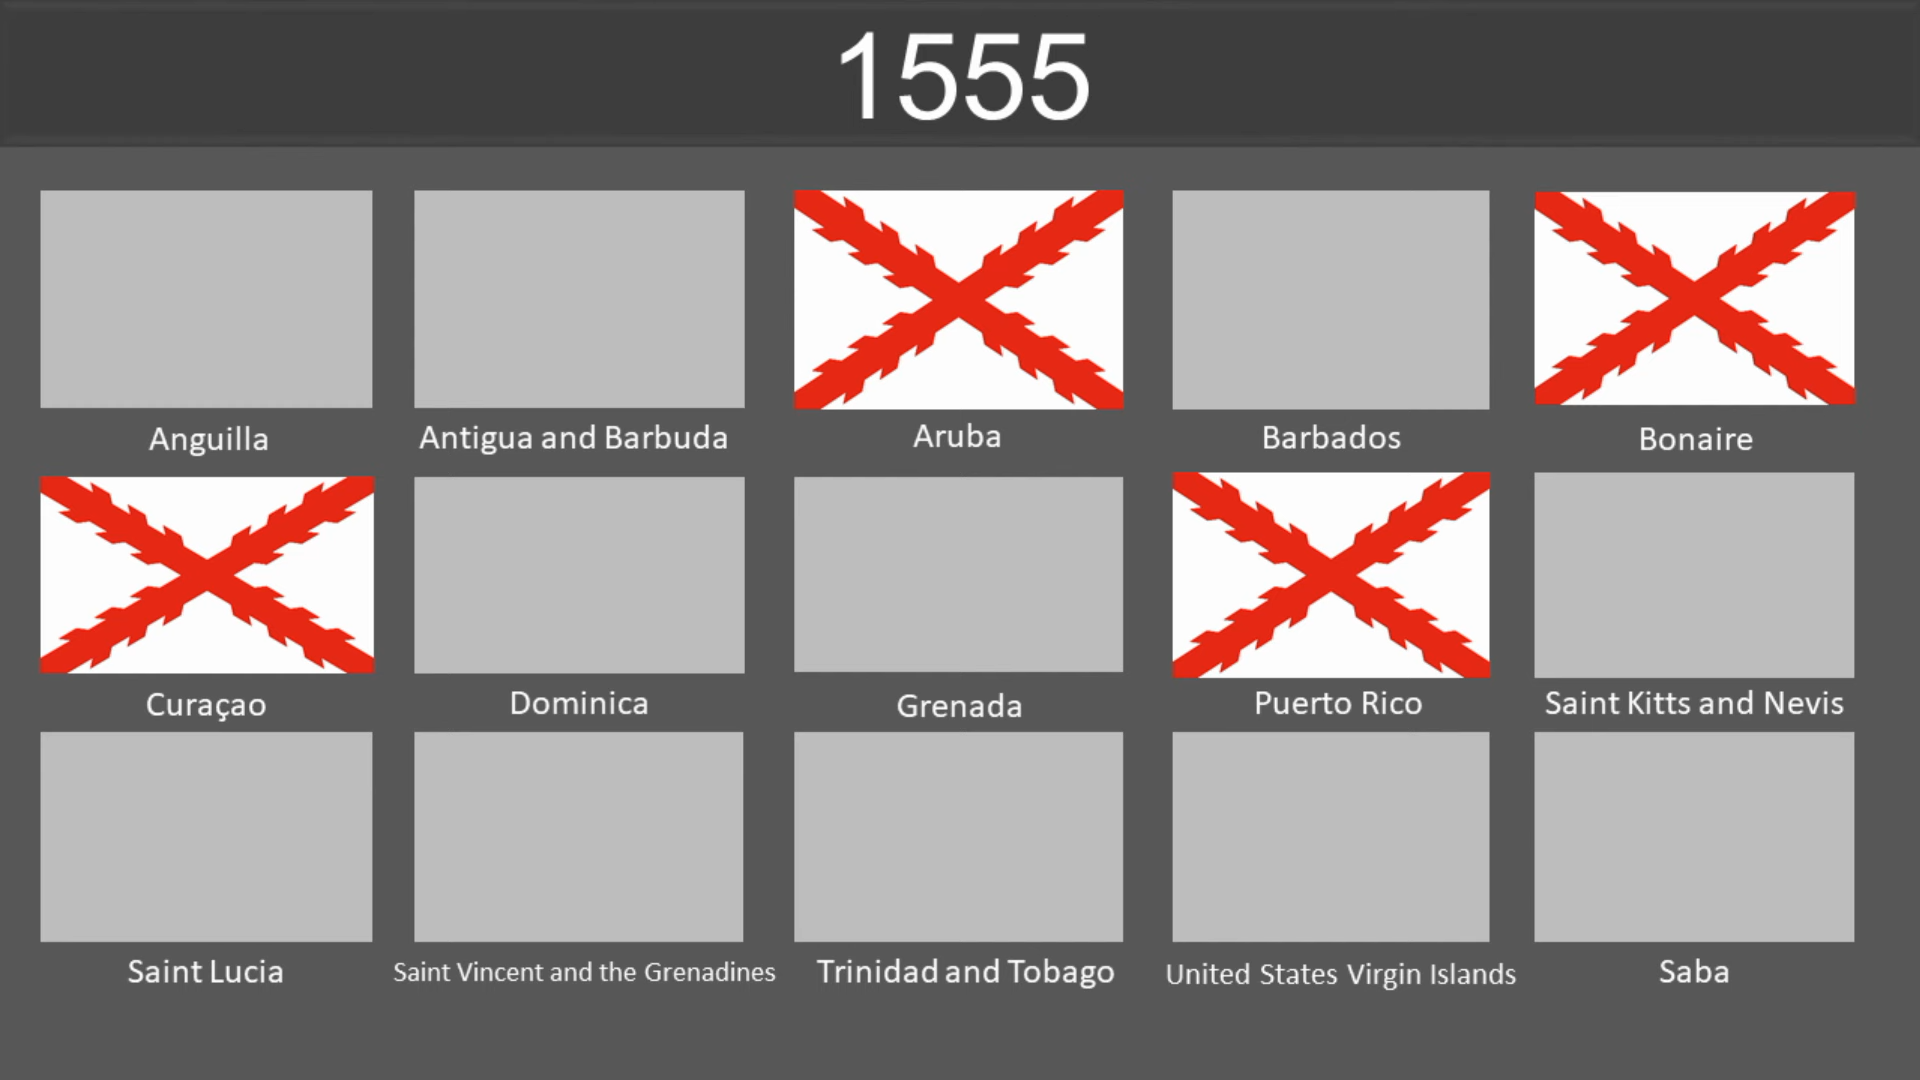 1555
Anguilla
Antigua and Barbuda
Aruba
Barbados
Bonaire
Curaçao
Dominica
Grenada
Puerto Rico
Saint Kitts and Nevis
Saint Lucia
Saint Vincent and the Grenadines
Trinidad and Tobago
United States Virgin Islands
Saba